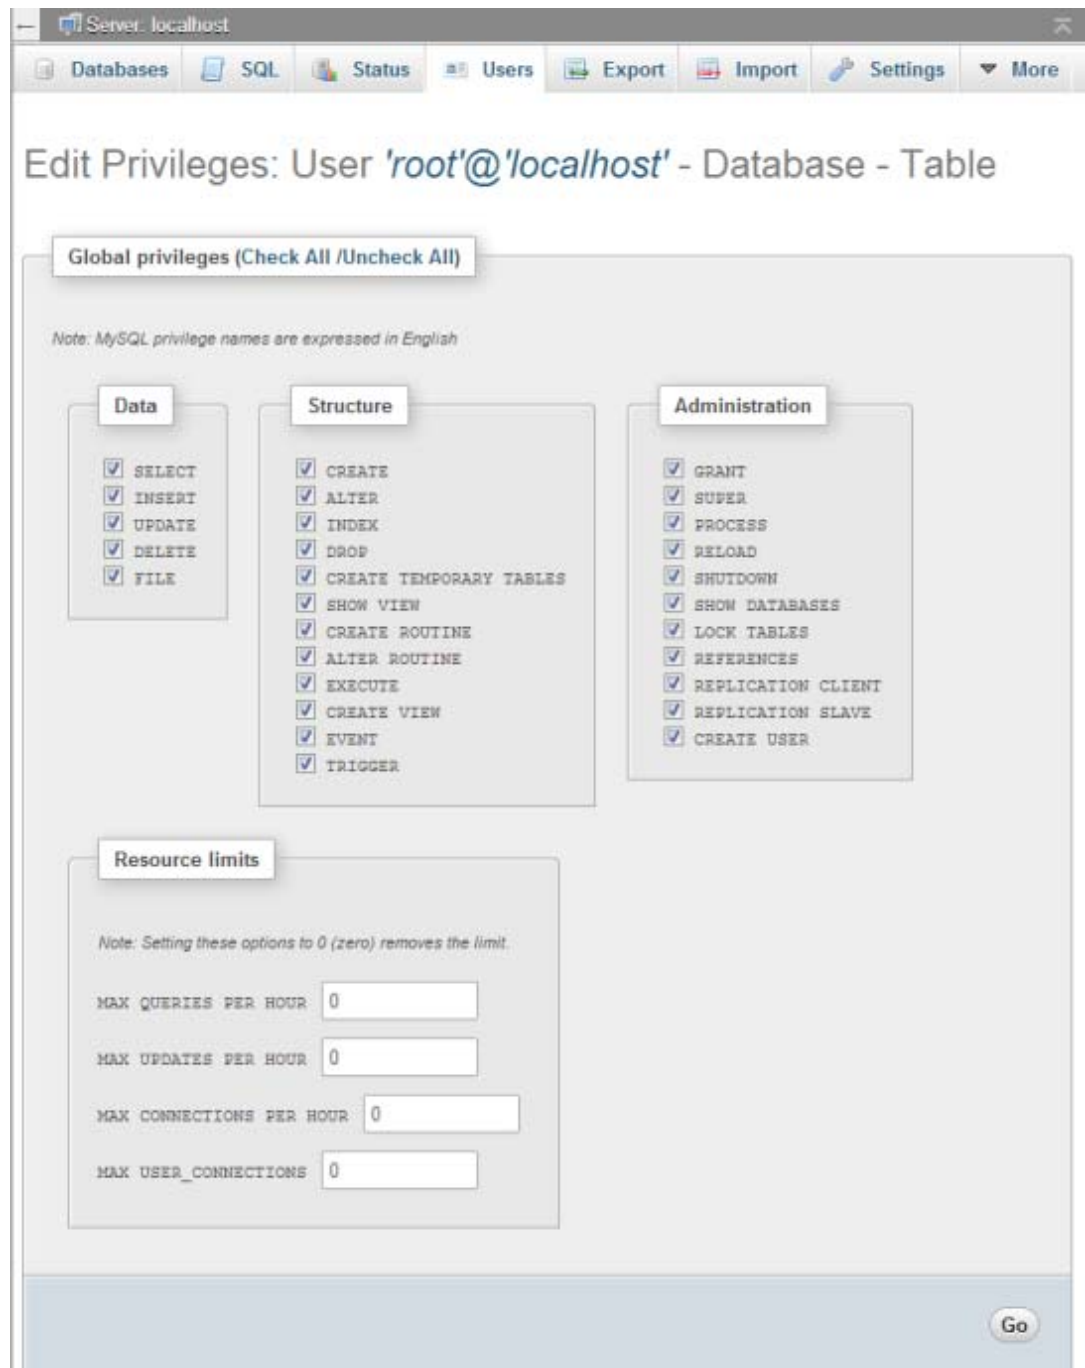 Server: localhost
Databases SQL Status Users Export Import Settings More
Edit Privileges: User 'root'@'localhost' - Database - Table
Global privileges (Check All /Uncheck All)
Note: MySQL privilege names are expressed in English
Data
SELECT
INSERT
UPDATE
DELETE
FILE
Structure
CREATE
ALTER
INDEX
DROP
CREATE TEMPORARY TABLES
SHOW VIEW
CREATE ROUTINE
ALTER ROUTINE
EXECUTE
CREATE VIEW
EVENT
TRIGGER
Administration
GRANT
SUPER
PROCESS
RELOAD
SHUTDOWN
SHOW DATABASES
LOCK TABLES
REFERENCES
REPLICATION CLIENT
REPLICATION SLAVE
CREATE USER
Resource limits
Note: Setting these options to 0 (zero) removes the limit.
MAX QUERIES PER HOUR 0
MAX UPDATES PER HOUR 0
MAX CONNECTIONS PER HOUR 0
MAX USER_CONNECTIONS 0
Go